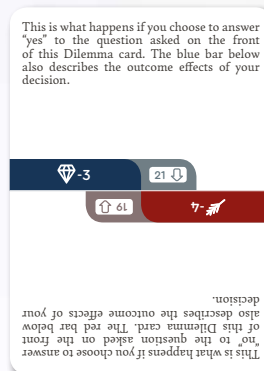 This is what happens if you choose to answer
“yes” to the question asked on the front
of this Dilemma card. The blue bar below
also describes the outcome effects of your
decision.
-3 21
19 -4
This is what happens if you choose to answer
“no” to the question asked on the front
of this Dilemma card. The red bar below
also describes the outcome effects of your
decision.